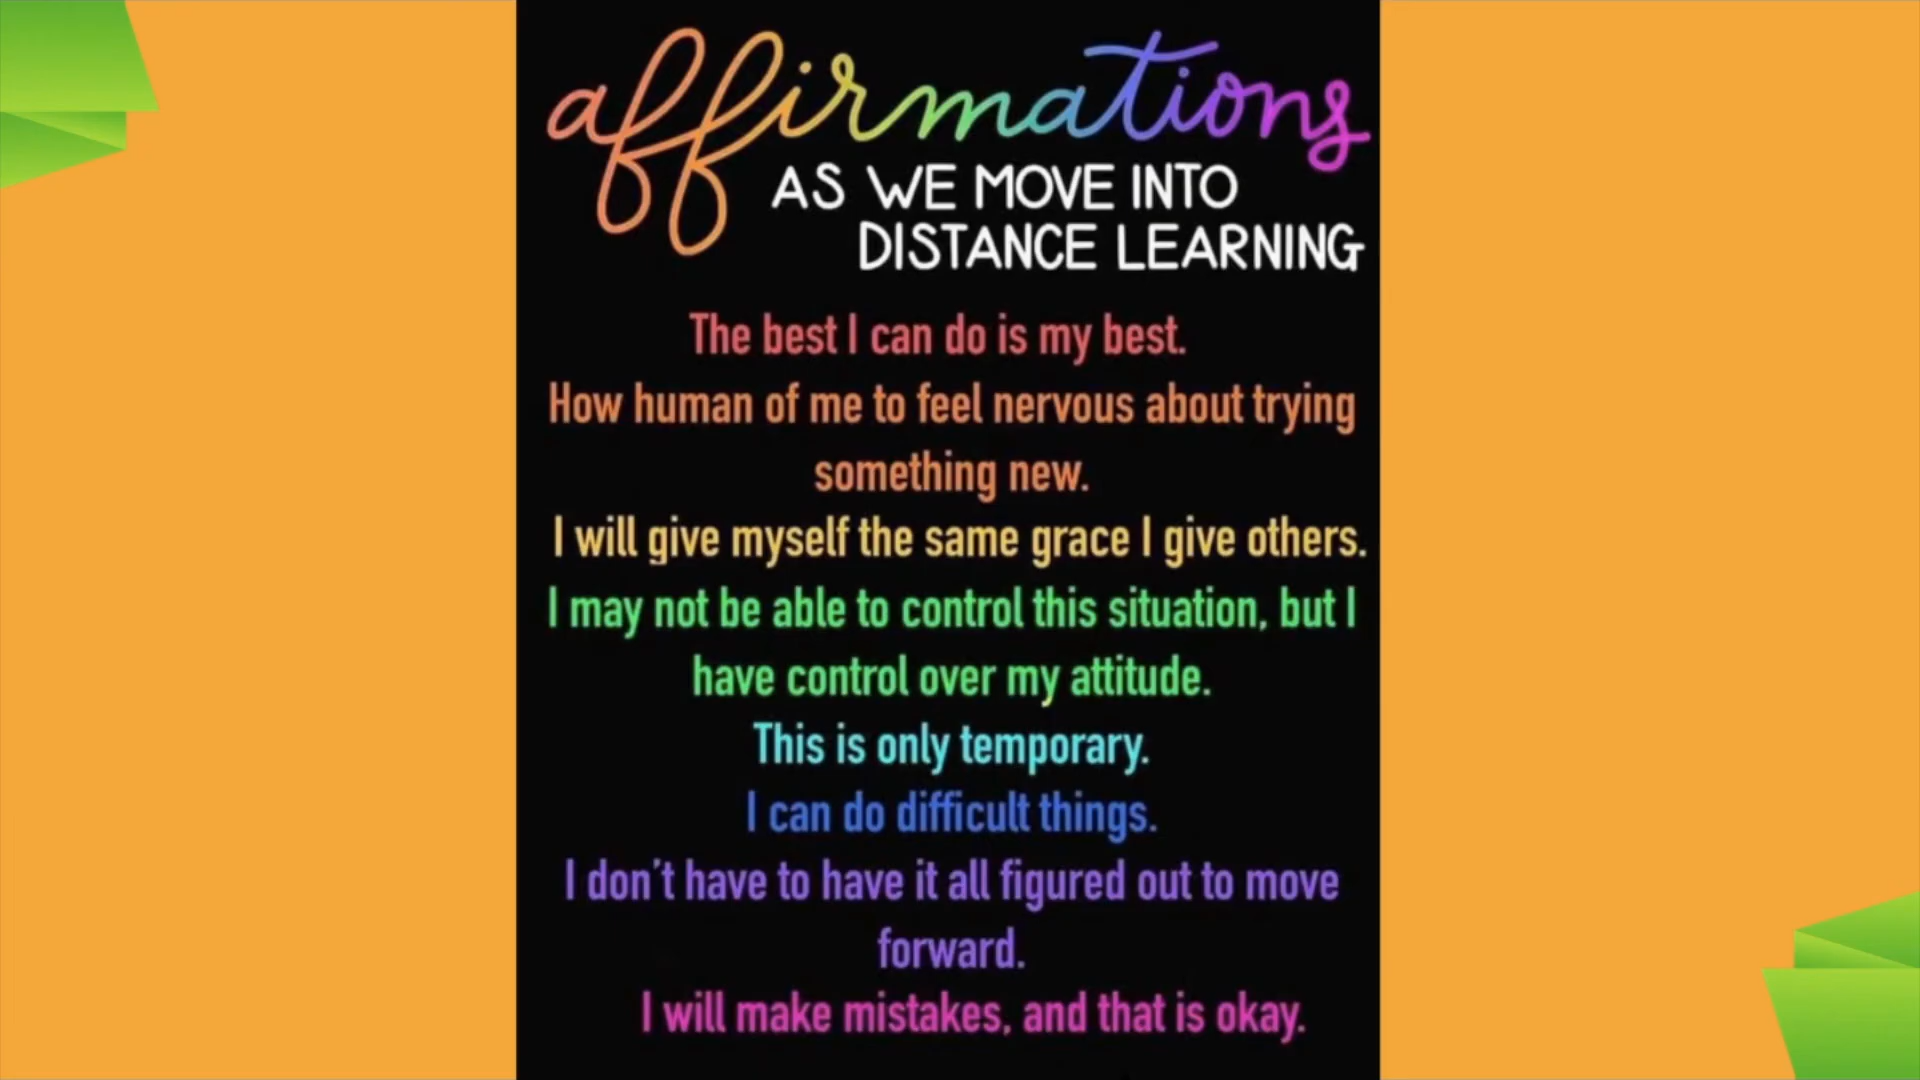 affirmations
AS WE MOVE INTO
DISTANCE LEARNING
The best I can do is my best.
How human of me to feel nervous about trying
something new.
I will give myself the same grace I give others.
I may not be able to control this situation, but I
have control over my attitude.
This is only temporary.
I can do difficult things.
I don't have to have it all figured out to move
forward.
I will make mistakes, and that is okay.